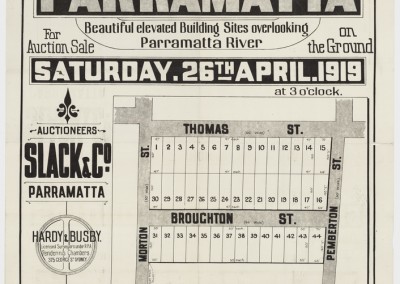 PARRAMATTA
For
Auction Sale
Beautiful elevated Building Sites overlooking
Parramatta River
on
the Ground
SATURDAY, 26TH APRIL, 1919
at 3 o'clock.
AUCTIONEERS
SLACK & Co
PARRAMATTA
HARDY & BUSBY
Chambers
SYDNEY
THOMAS ST.
MORTON ST.
1 2 3 4 5 6 7 8 9 10 11 12 13 14 15
30 29 28 27 26 25 24 23 22 21 20 19 18 17 16
BROUGHTON ST.
31 32 33 34 35 36 37 38 39 40 41 42 43 44
PEMBERTON ST.